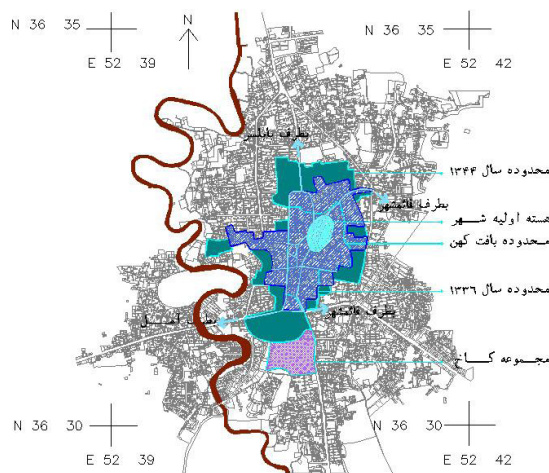 N 36 35
E 52 39
N
N 36 35
E 52 42
بطرف بابلسر
محدوده سال ۱۳۴۴
بطرف قائمشهر
هسته اولیه شهر
محدوده بافت کهن
محدوده سال ۱۳۳۶
بطرف قائمشهر
بطرف آمل
مجموعه کاخ
N 36 30
E 52 39
N 36 30
E 52 42